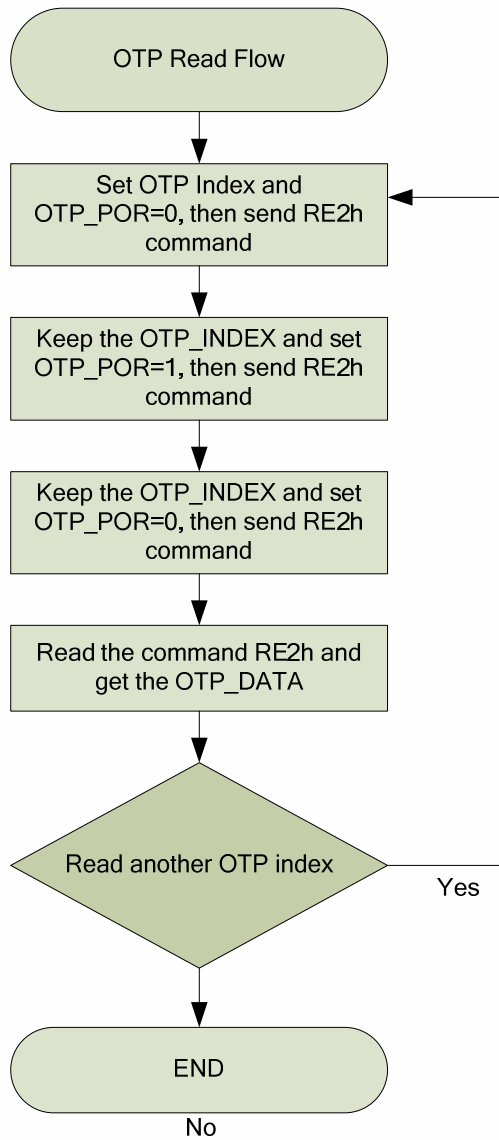 OTP Read Flow
Set OTP Index and
OTP_POR=0, then send RE2h
command
Keep the OTP_INDEX and set
OTP_POR=1, then send RE2h
command
Keep the OTP_INDEX and set
OTP_POR=0, then send RE2h
command
Read the command RE2h and
get the OTP_DATA
Read another OTP index
Yes
END
No